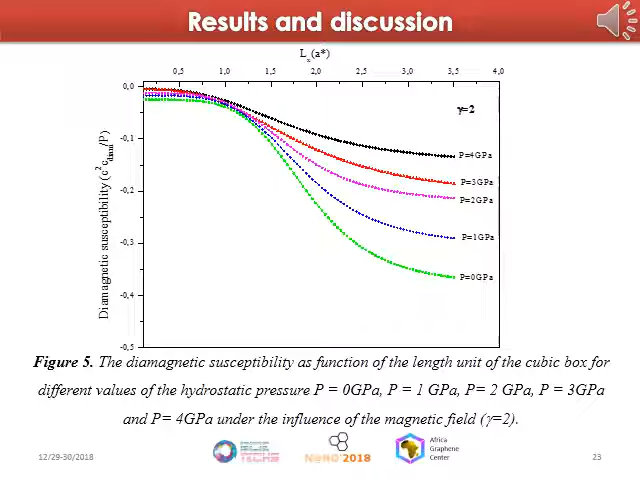 Results and discussion
Lx(a*)
0,5 1,0 1,5 2,0 2,5 3,0 3,5 4,0
0,0
-0,1
-0,2
-0,3
-0,4
-0,5
Diamagnetic susceptibility (c²cdiam/P)
γ=2
P=4GPa
P=3GPa
P=2GPa
P=1GPa
P=0GPa
Figure 5. The diamagnetic susceptibility as function of the length unit of the cubic box for
different values of the hydrostatic pressure P = 0GPa, P = 1 GPa, P= 2 GPa, P = 3GPa
and P= 4GPa under the influence of the magnetic field (γ=2).
12/29-30/2018
2018
Africa
Graphene
Center
23